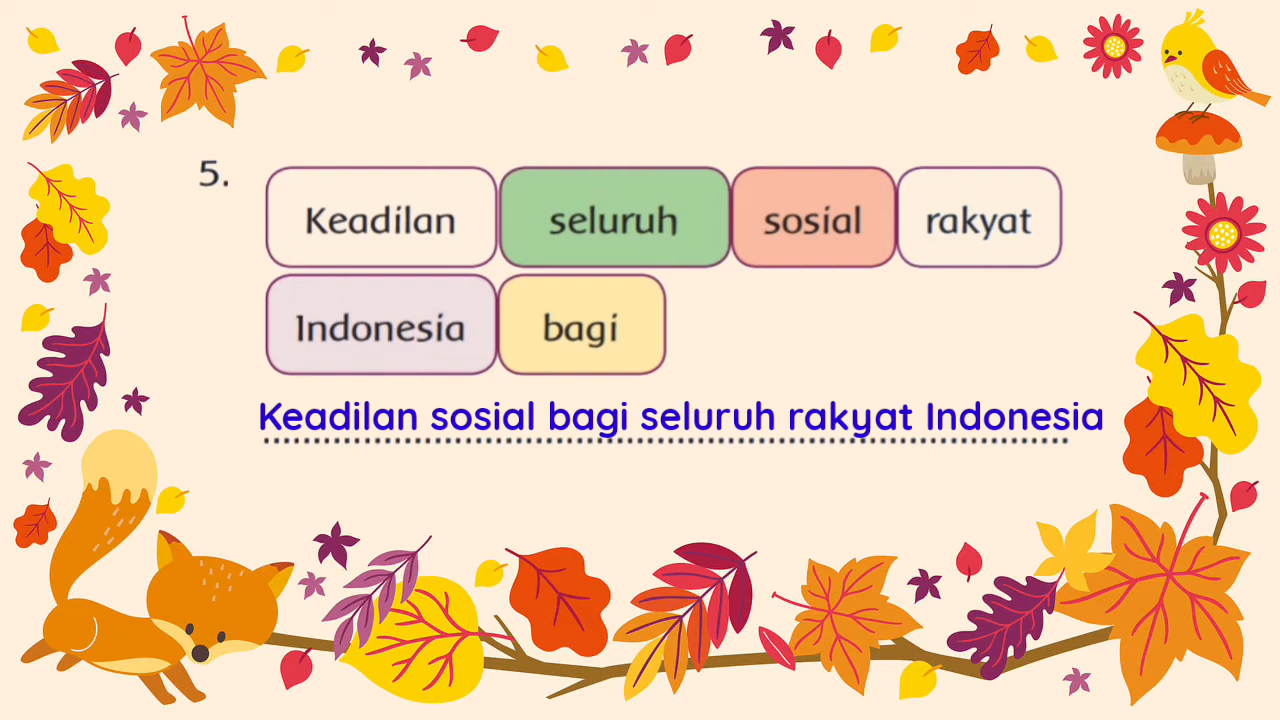 5.
Keadilan seluruh sosial rakyat
Indonesia bagi
Keadilan sosial bagi seluruh rakyat Indonesia